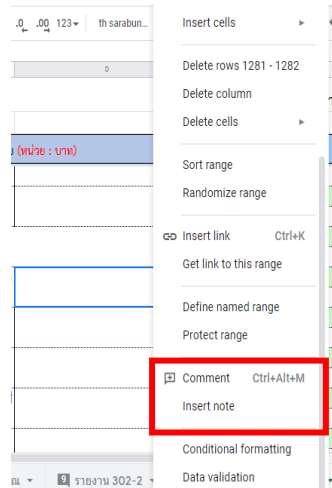 .0 .00 123 th sarabun...
Insert cells
D
Delete rows 1281 - 1282
Delete column
Delete cells
(หน่วย : บาท)
Sort range
Randomize range
Insert link Ctrl+K
Get link to this range
Define named range
Protect range
Comment Ctrl+Alt+M
Insert note
Conditional formatting
9 รายงาน 302-2 Data validation